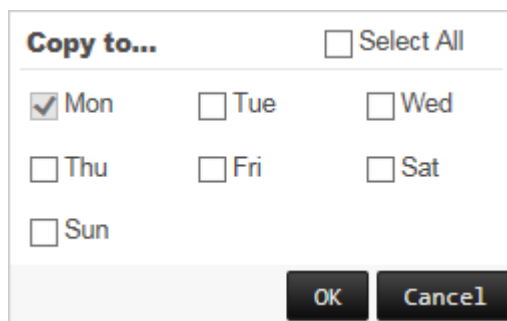 Copy to... Select All
Mon Tue Wed
Thu Fri Sat
Sun
OK Cancel